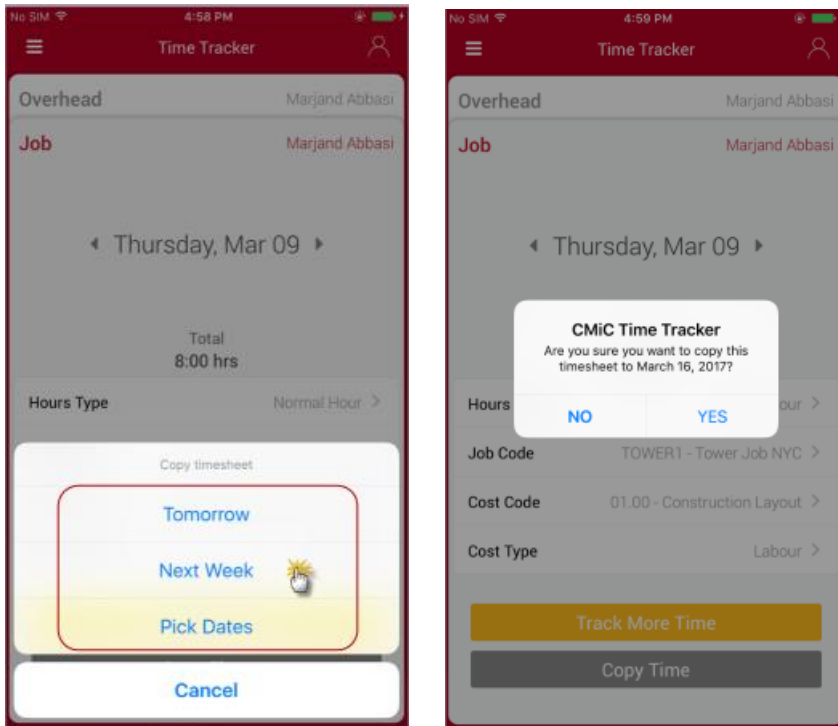 No SIM 4:58 PM
Time Tracker
Overhead Marjand Abbasi
Job Marjand Abbasi
Thursday, Mar 09
Total
8:00 hrs
Hours Type Normal Hour
Copy timesheet
Tomorrow
Next Week
Pick Dates
Cancel
No SIM 4:59 PM
Time Tracker
Overhead Marjand Abbasi
Job Marjand Abbasi
Thursday, Mar 09
CMiC Time Tracker
Are you sure you want to copy this
timesheet to March 16, 2017?
NO YES
Hours our
Job Code TOWER1 - Tower Job NYC
Cost Code 01.00 - Construction Layout
Cost Type Labour
Track More Time
Copy Time